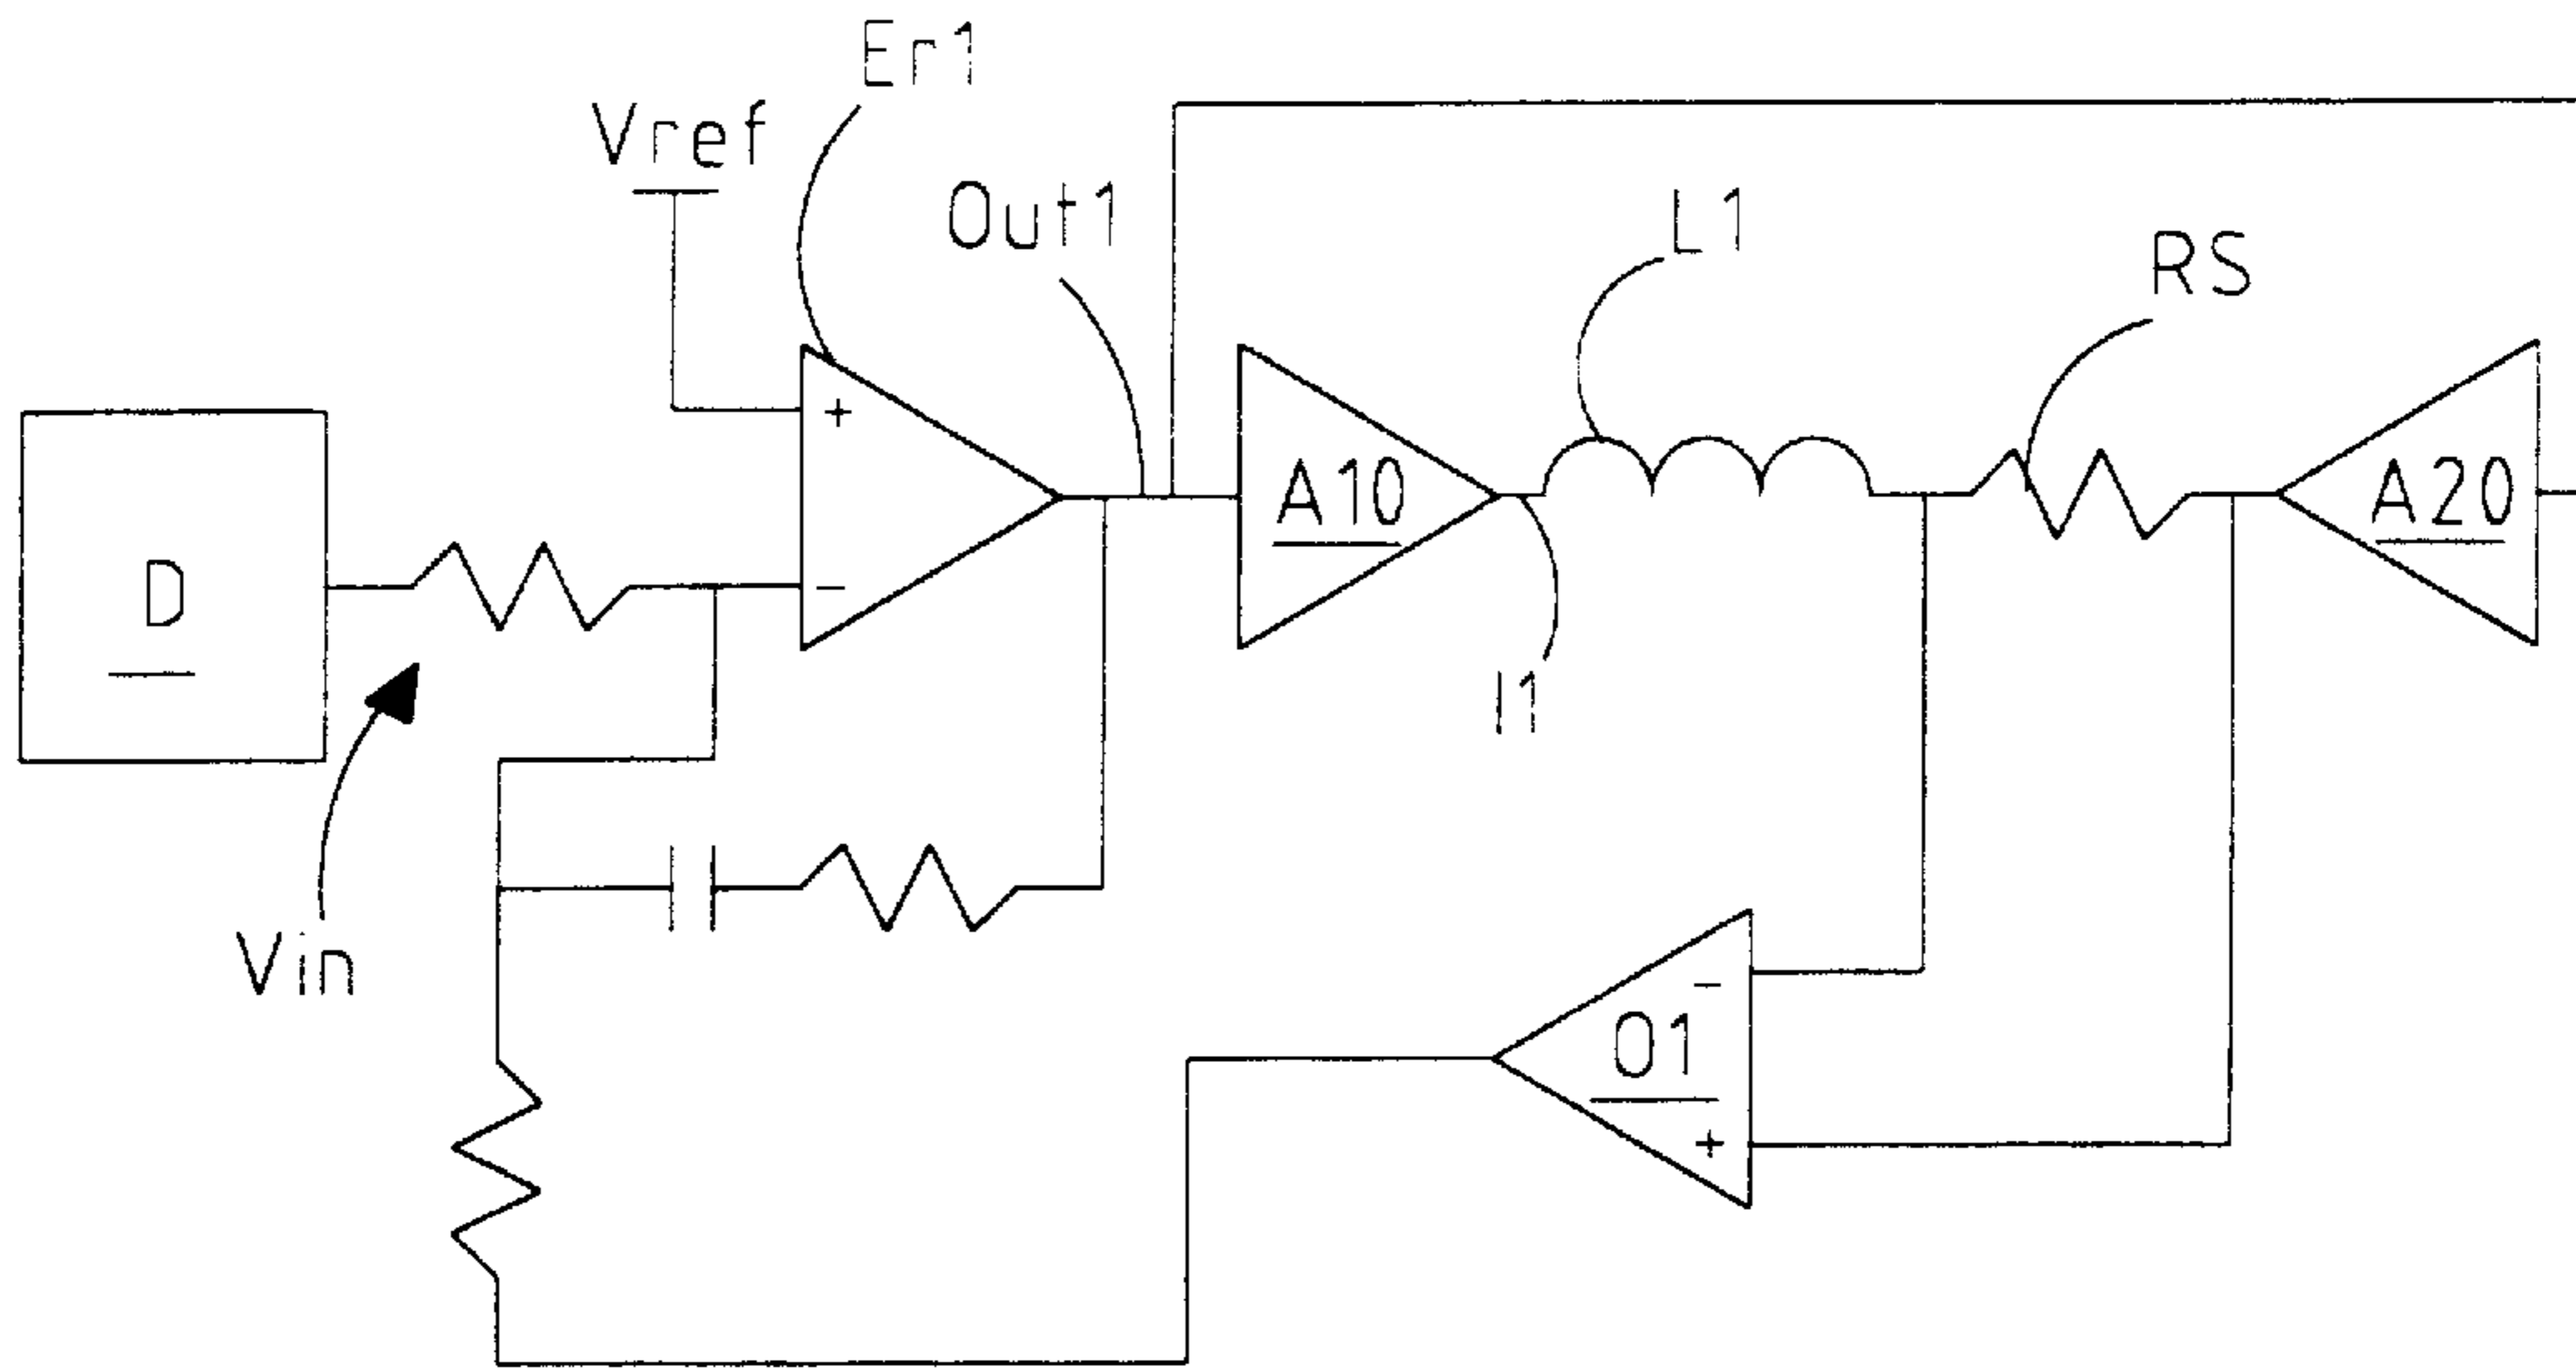 Er1
Vref
Out1
L1
RS
+
A10
A20
D
-
I1
Vin
-
O1
+